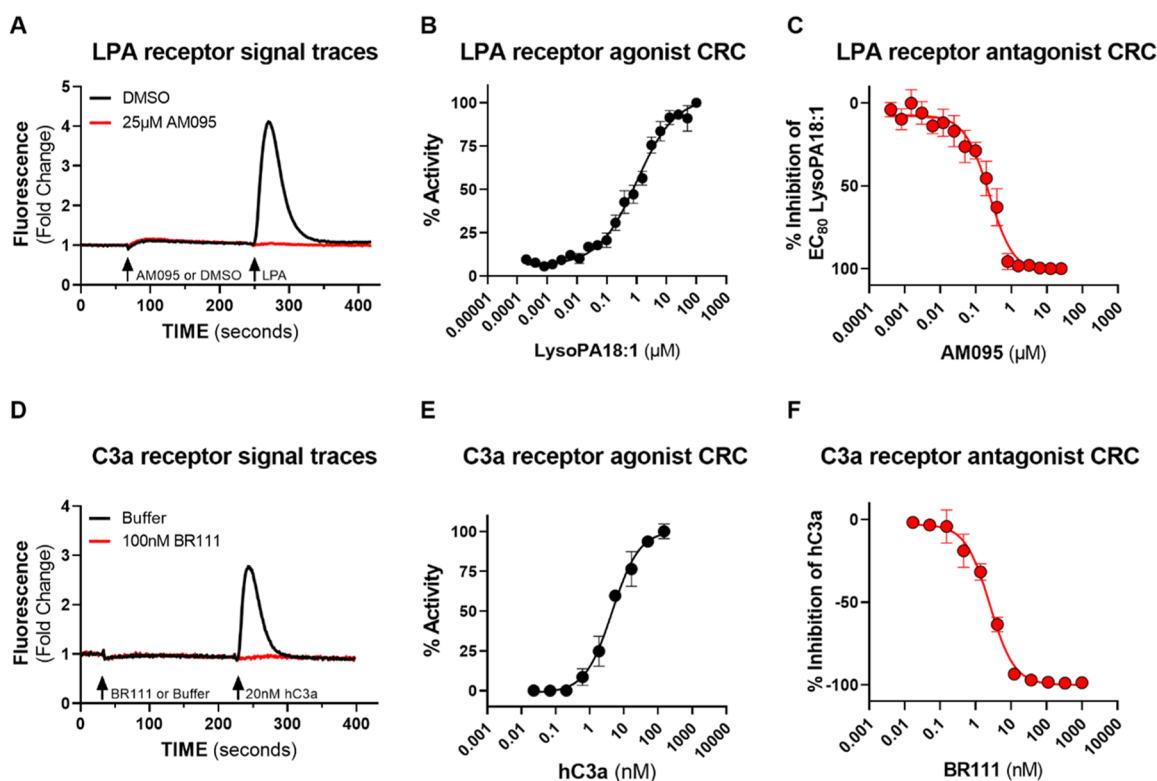 A
LPA receptor signal traces
Fluorescence
(Fold Change)
5
4
3
2
1
0
DMSO
25µM AM095
AM095 or DMSO
LPA
0
100
200
300
400
TIME (seconds)
B
LPA receptor agonist CRC
% Activity
100
75
50
25
0
0.00001
0.0001
0.001
0.01
0.1
1
10
100
1000
LysoPA18:1 (µM)
C
LPA receptor antagonist CRC
% Inhibition of
EC80 LysoPA18:1
0
50
100
0.0001
0.001
0.01
0.1
1
10
100
1000
AM095 (µM)
D
C3a receptor signal traces
Fluorescence
(Fold Change)
4
3
2
1
0
Buffer
100nM BR111
BR111 or Buffer
20nM hC3a
0
100
200
300
400
TIME (seconds)
E
C3a receptor agonist CRC
% Activity
100
75
50
25
0
0.001
0.01
0.1
1
10
100
1000
10000
hC3a (nM)
F
C3a receptor antagonist CRC
% Inhibition of hC3a
0
-50
-100
0.001
0.01
0.1
1
10
100
1000
10000
BR111 (nM)